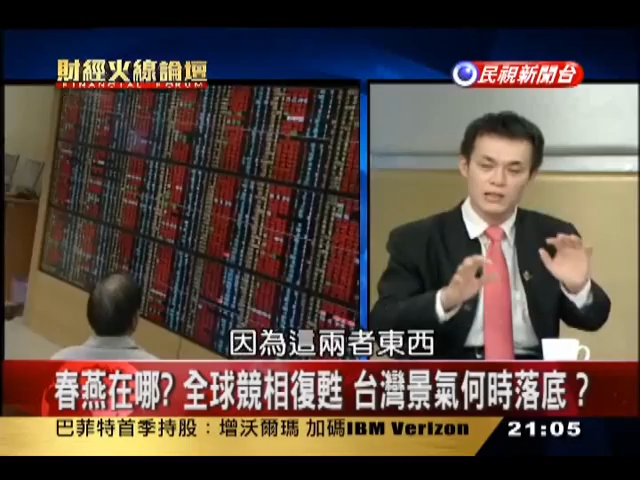 財經火線論壇
FINANCIAL FORUM
民視新聞台
因為這兩者東西
春燕在哪? 全球競相復甦 台灣景氣何時落底?
巴菲特首季持股:增沃爾瑪 加碼IBM Verizon
21:05